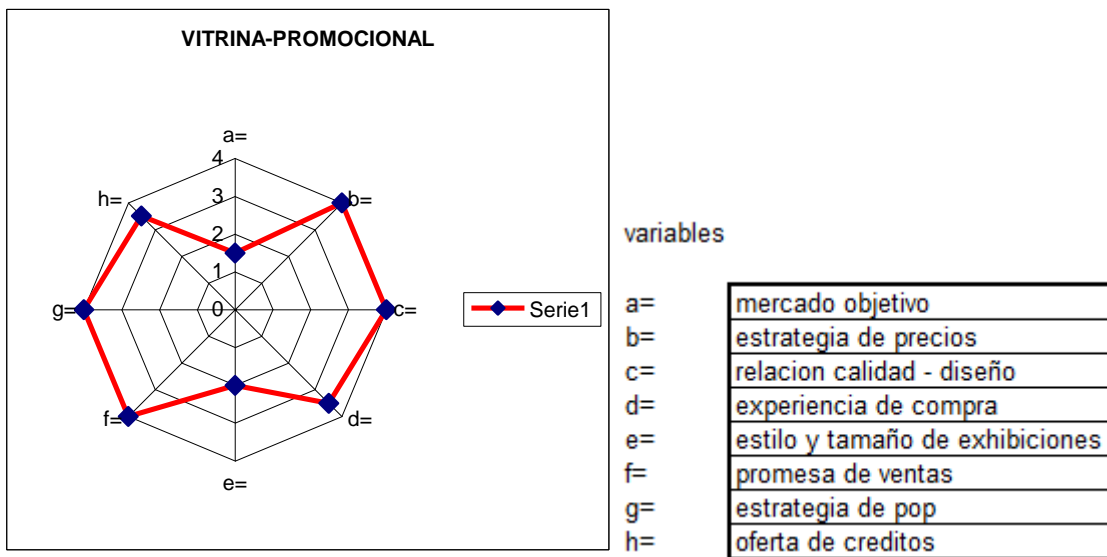 VITRINA-PROMOCIONAL
a=
4
h=
b=
3
2
1
g=
0
c=
Serie1
f=
d=
e=
variables
a= mercado objetivo
b= estrategia de precios
c= relacion calidad - diseño
d= experiencia de compra
e= estilo y tamaño de exhibiciones
f= promesa de ventas
g= estrategia de pop
h= oferta de creditos